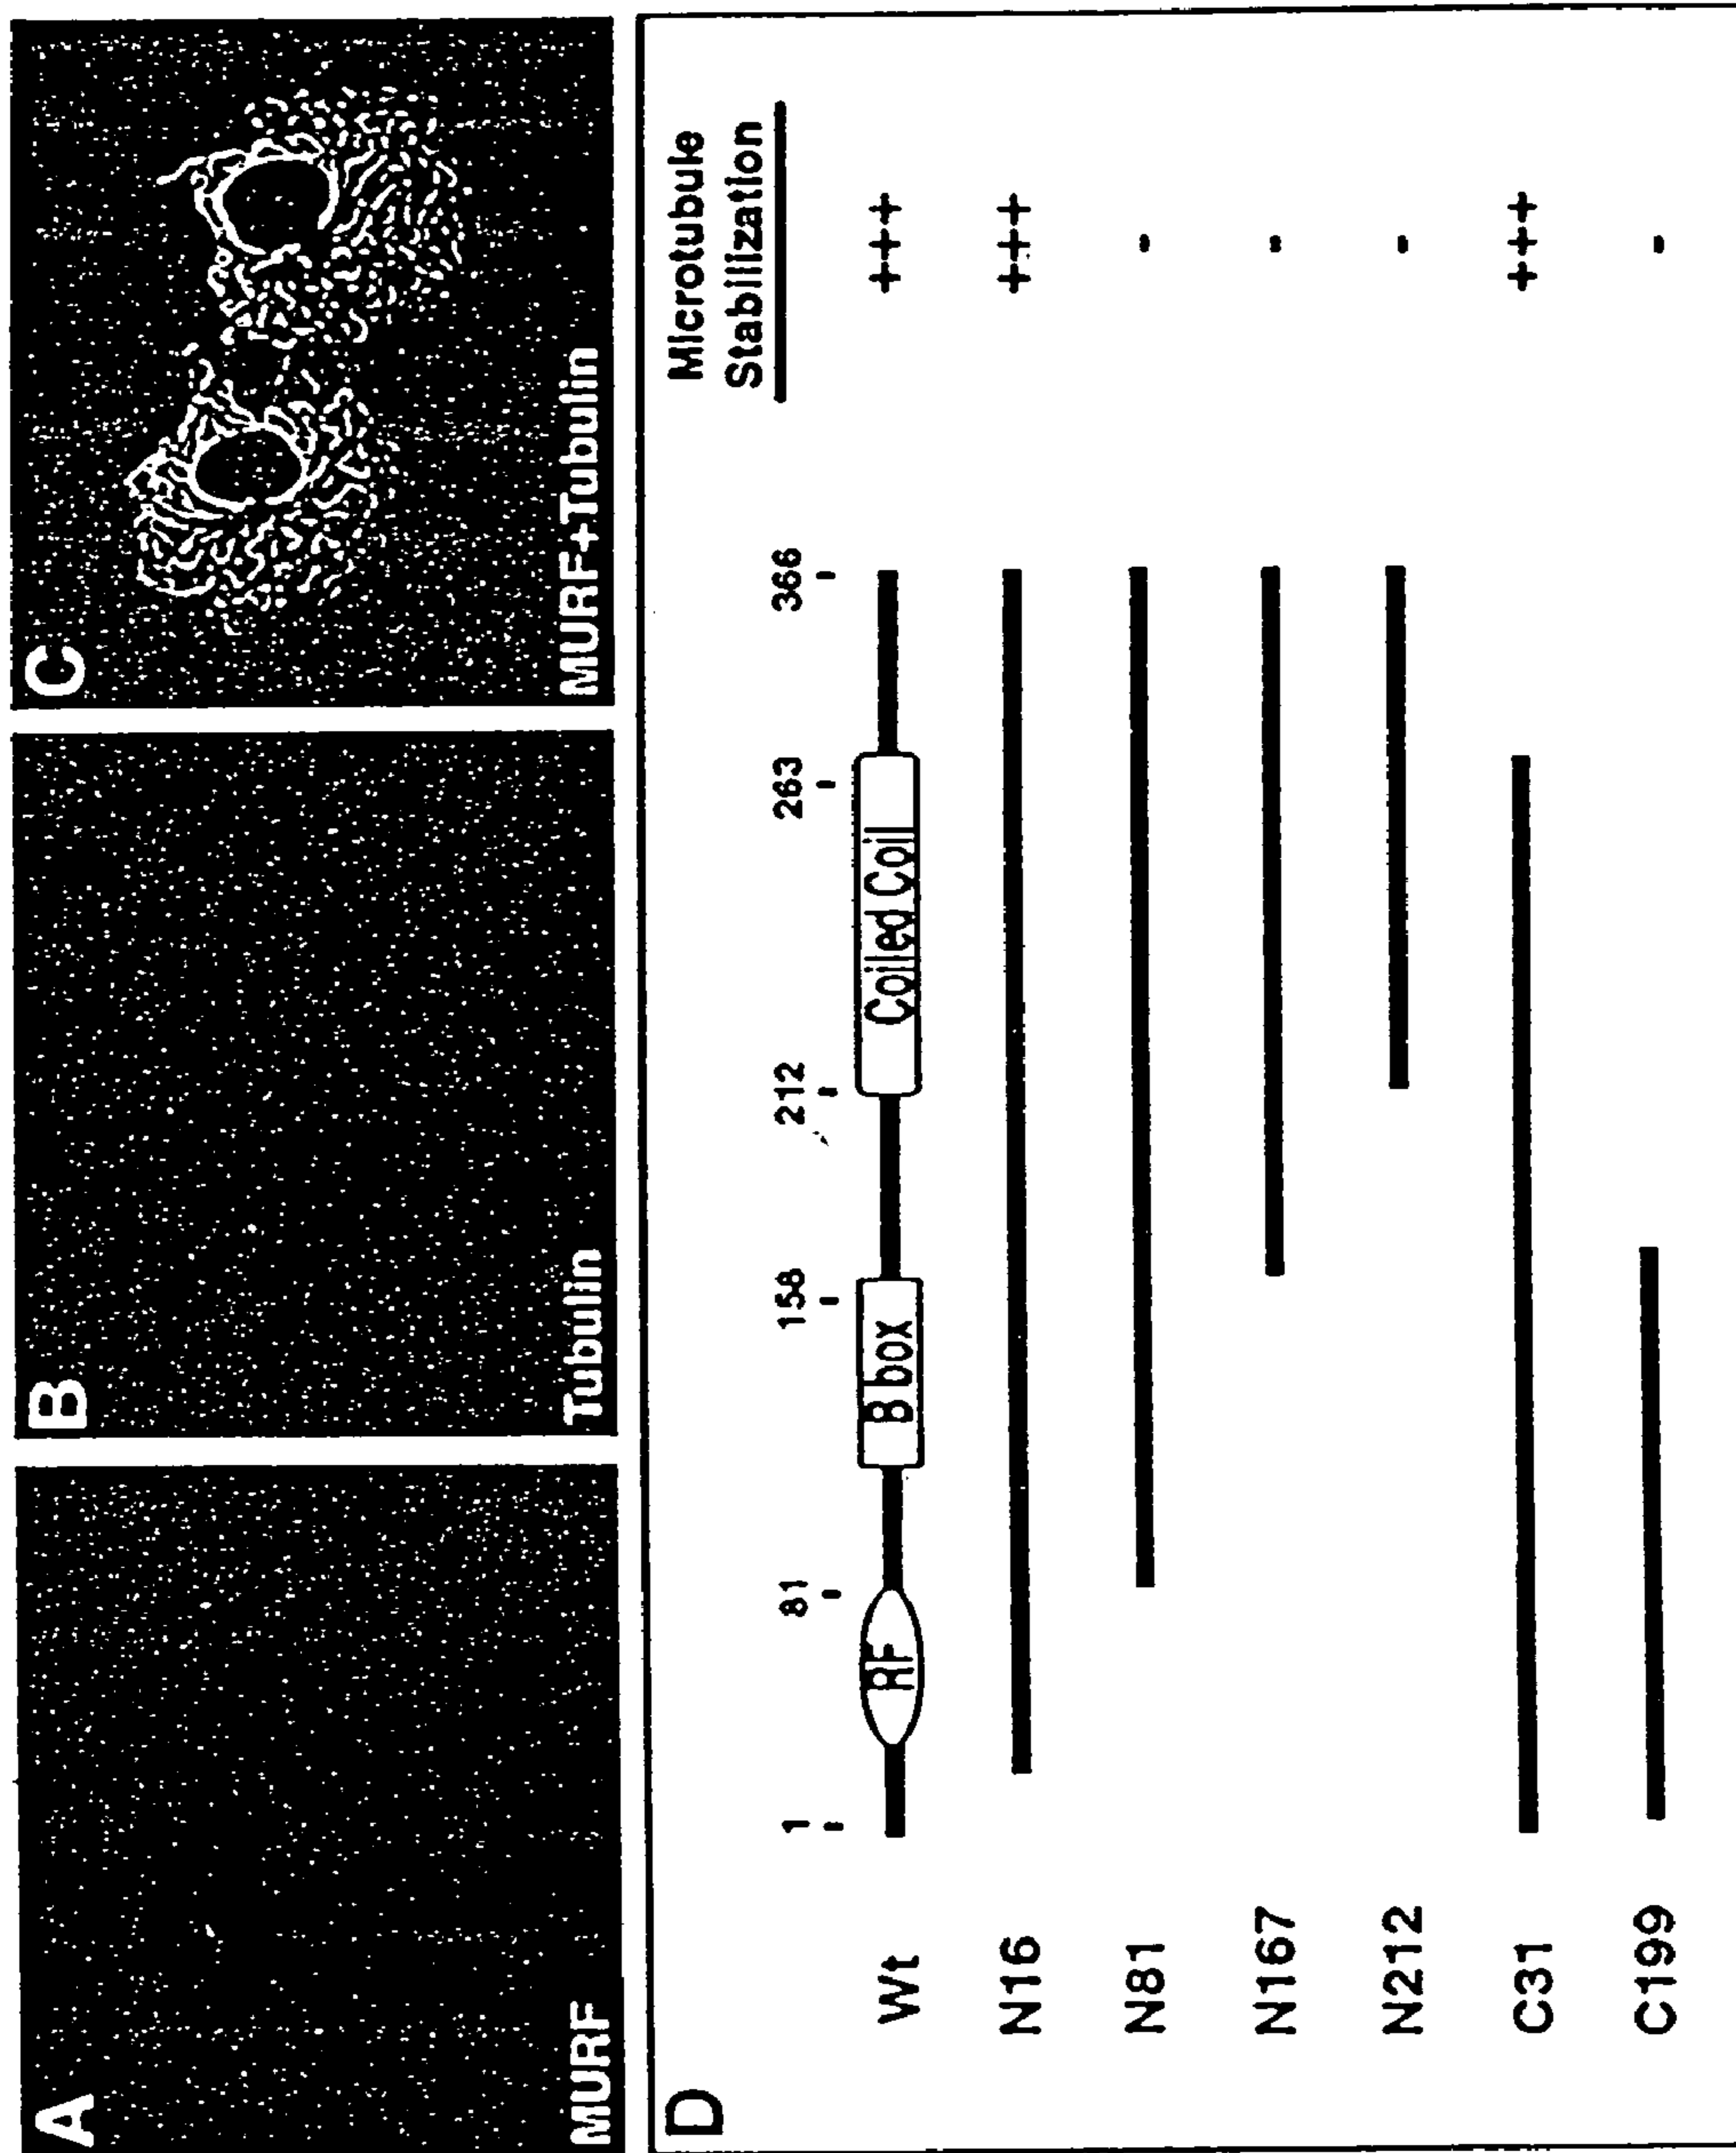 A
MURF
B
Tubulin
C
MURF+Tubulin
D
Microtubule
Stabilization
1 81 158 212 263 366
Wt RF B box Coiled Coil +++
N16 +++
N81 -
N167 -
N212 -
C31 +++
C199 -